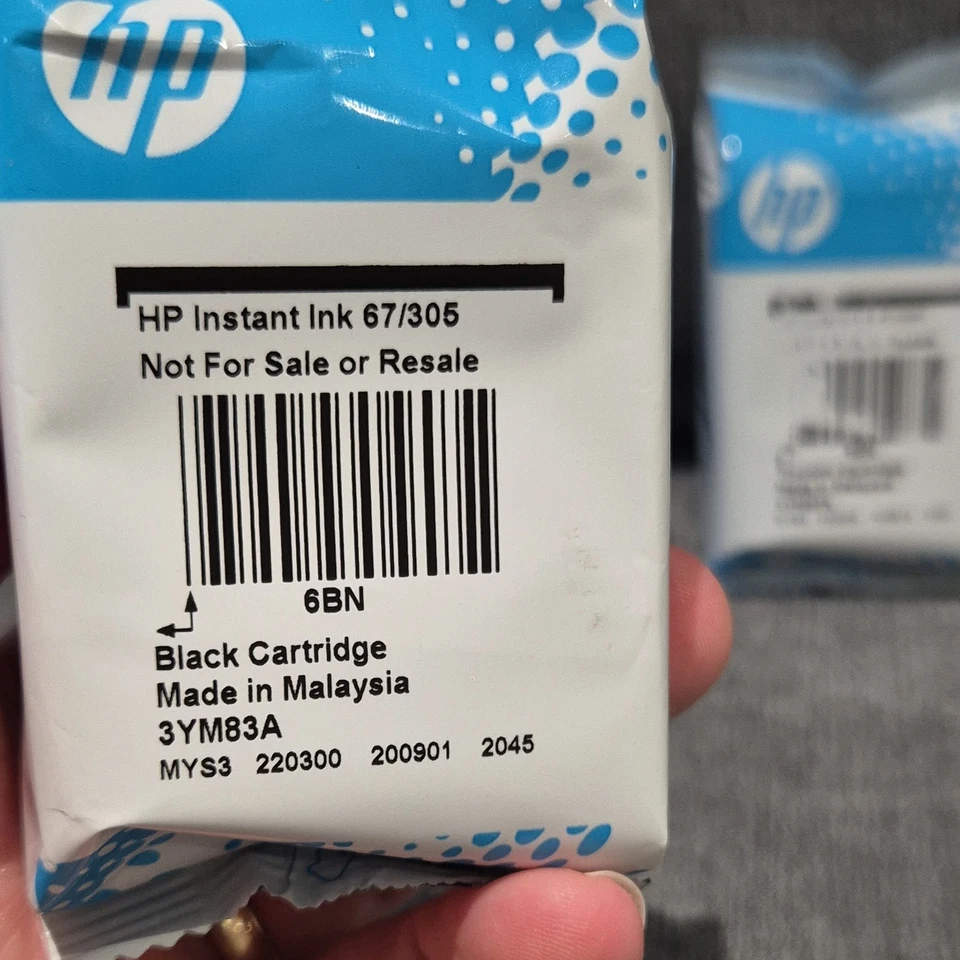 hp
HP Instant Ink 67/305
Not For Sale or Resale
6BN
Black Cartridge
Made in Malaysia
3YM83A
MYS3 220300 200901 2045
hp